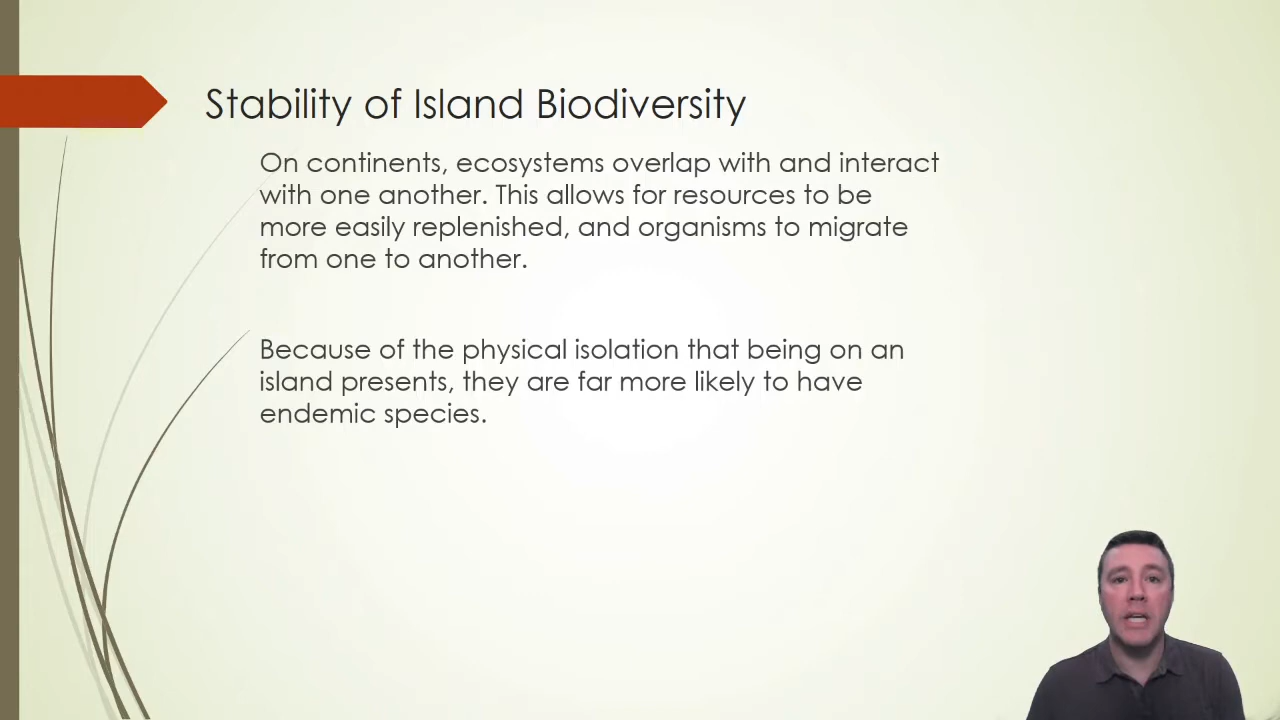 Stability of Island Biodiversity
On continents, ecosystems overlap with and interact
with one another. This allows for resources to be
more easily replenished, and organisms to migrate
from one to another.
Because of the physical isolation that being on an
island presents, they are far more likely to have
endemic species.